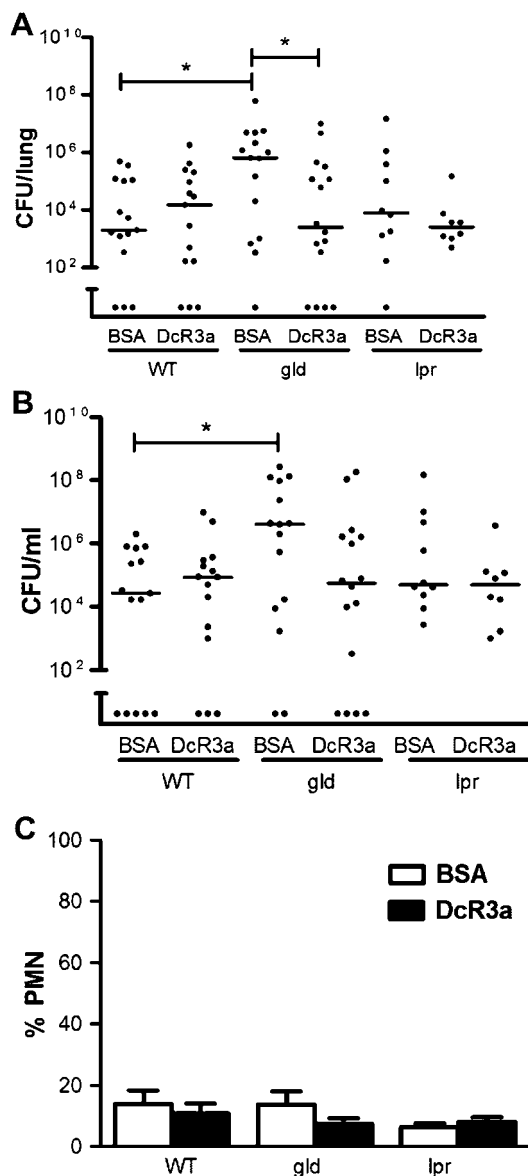 A
CFU/lung
10^10
10^8
10^6
10^4
10^2
*
*
BSA DcR3a BSA DcR3a BSA DcR3a
WT gld lpr
B
CFU/ml
10^10
10^8
10^6
10^4
10^2
*
BSA DcR3a BSA DcR3a BSA DcR3a
WT gld lpr
C
% PMN
100
80
60
40
20
0
BSA
DcR3a
WT gld lpr